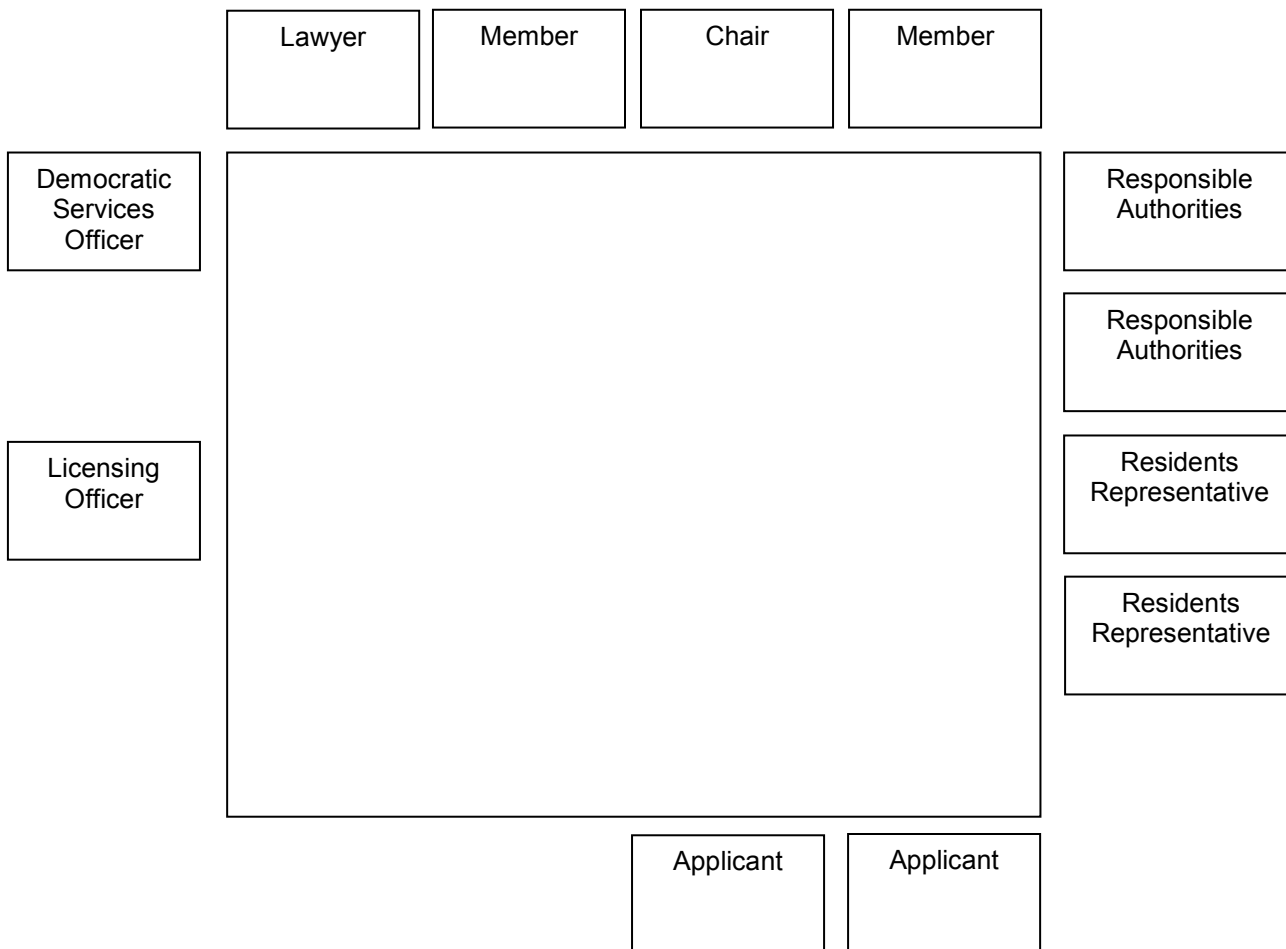 Lawyer
Member
Chair
Member
Democratic
Services
Officer
Responsible
Authorities
Responsible
Authorities
Licensing
Officer
Residents
Representative
Residents
Representative
Applicant
Applicant